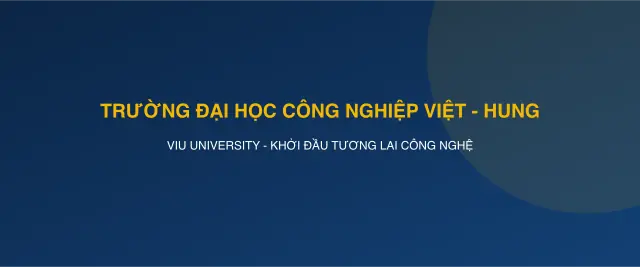 TRƯỜNG ĐẠI HỌC CÔNG NGHIỆP VIỆT - HUNG
VIU UNIVERSITY - KHỞI ĐẦU TƯƠNG LAI CÔNG NGHỆ